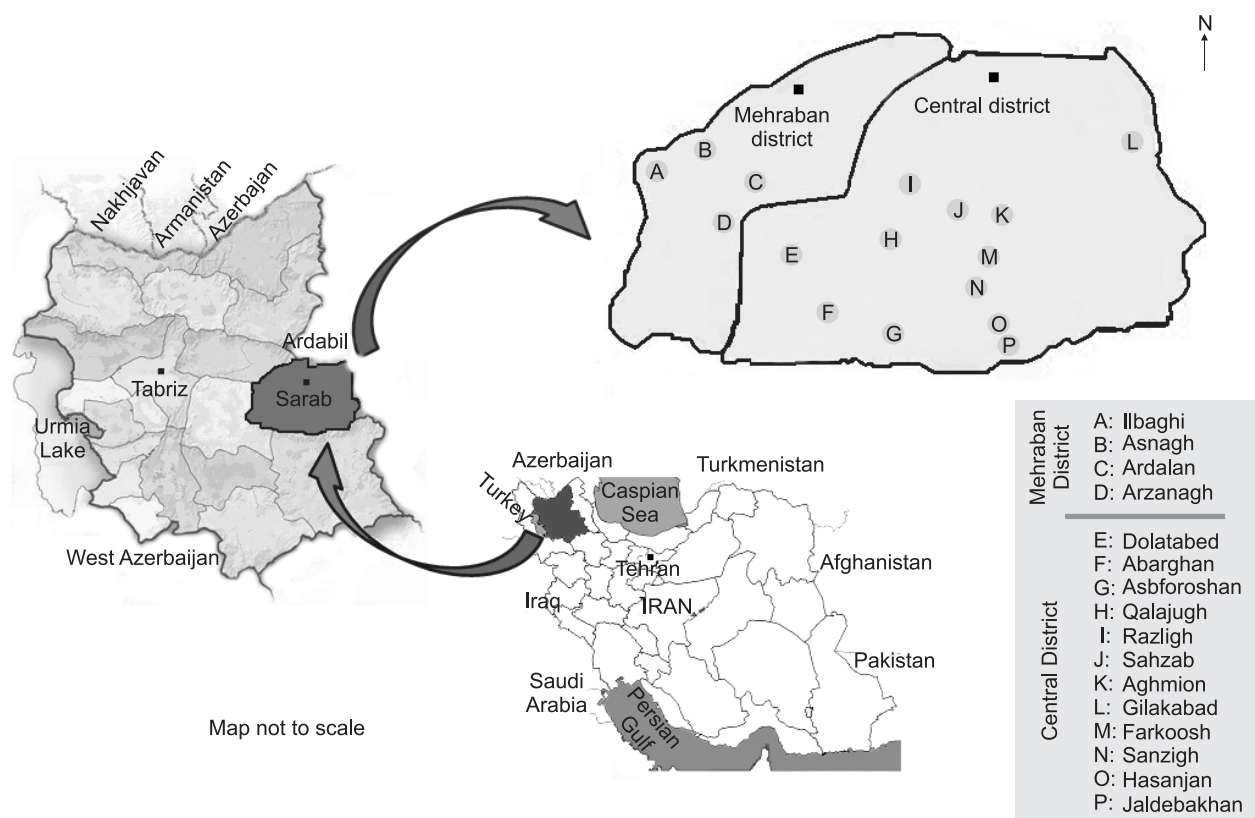 N
Mehraban
district
Central district
A
B
C
D
E
F
G
H
I
J
K
L
M
N
O
P
Nakhjavan
Armanistan
Azerbajan
Ardabil
Tabriz
Sarab
Urmia
Lake
West Azerbaijan
Azerbaijan
Turkmenistan
Turkey
Caspian
Sea
Tehran
Afghanistan
Iraq
IRAN
Pakistan
Saudi
Arabia
Persian
Gulf
Map not to scale
Mehraban
District
A: Ilbaghi
B: Asnagh
C: Ardalan
D: Arzanagh
Central District
E: Dolatabed
F: Abarghan
G: Asbforoshan
H: Qalajugh
I: Razligh
J: Sahzab
K: Aghmion
L: Gilakabad
M: Farkoosh
N: Sanzigh
O: Hasanjan
P: Jaldebakhan